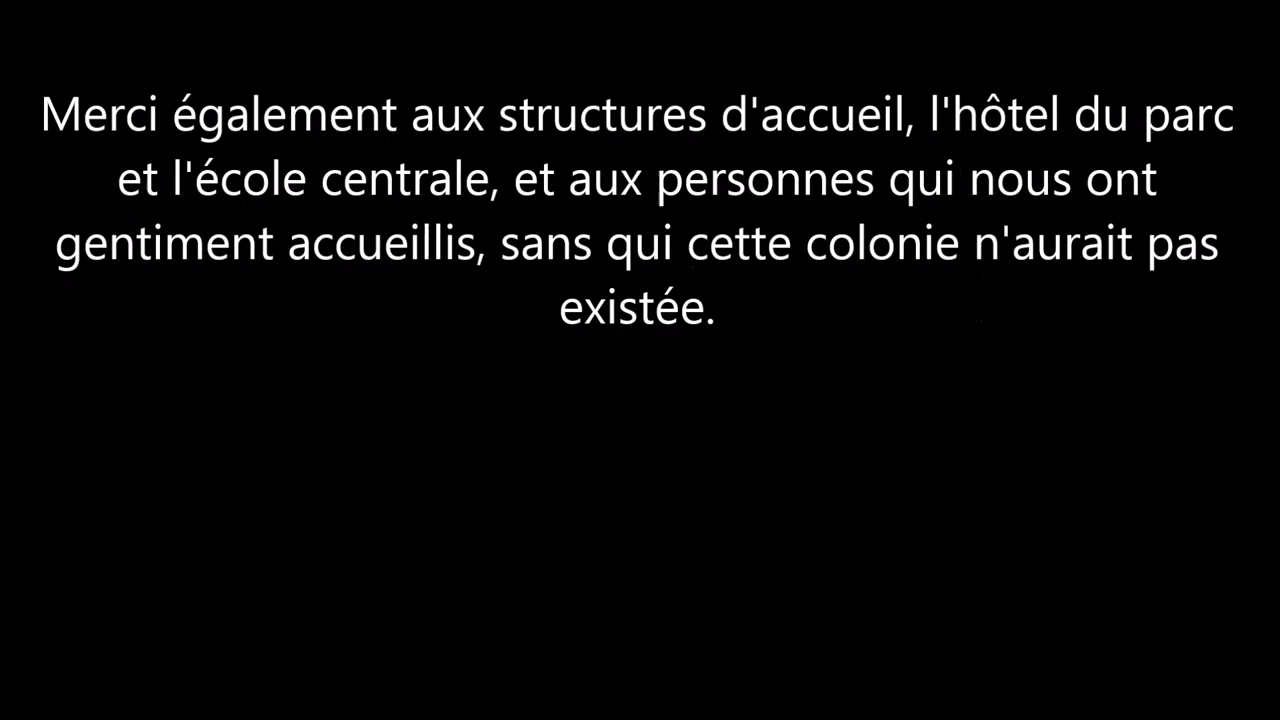 Merci également aux structures d'accueil, l'hôtel du parc
et l'école centrale, et aux personnes qui nous ont
gentiment accueillis, sans qui cette colonie n'aurait pas
existée.